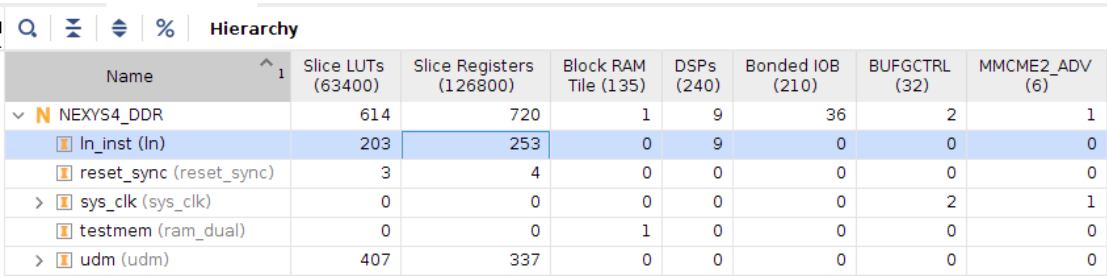 Hierarchy
Name 1 Slice LUTs (63400) Slice Registers (126800) Block RAM Tile (135) DSPs (240) Bonded IOB (210) BUFGCTRL (32) MMCME2_ADV (6)
N NEXYS4_DDR 614 720 1 9 36 2 1
I ln_inst (ln) 203 253 0 9 0 0 0
I reset_sync (reset_sync) 3 4 0 0 0 0 0
I sys_clk (sys_clk) 0 0 0 0 0 2 1
I testmem (ram_dual) 0 0 1 0 0 0 0
I udm (udm) 407 337 0 0 0 0 0